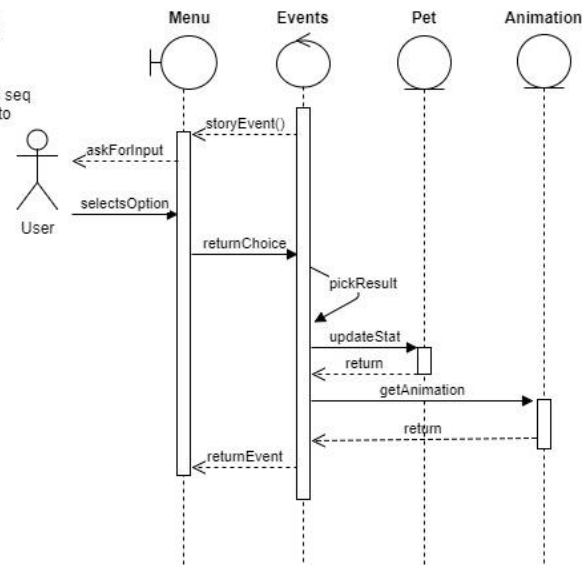 Menu Events Pet Animation
seq
to
storyEvent()
askForInput
selectsOption
User
returnChoice
pickResult
updateStat
return
getAnimation
return
returnEvent